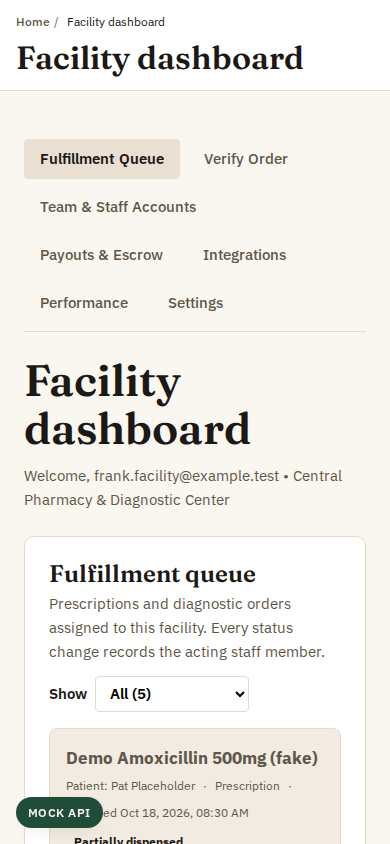 Home / Facility dashboard
Facility dashboard
Fulfillment Queue Verify Order
Team & Staff Accounts
Payouts & Escrow Integrations
Performance Settings
Facility
dashboard
Welcome, frank.facility@example.test • Central
Pharmacy & Diagnostic Center
Fulfillment queue
Prescriptions and diagnostic orders
assigned to this facility. Every status
change records the acting staff member.
Show All (5)
Demo Amoxicillin 500mg (fake)
Patient: Pat Placeholder · Prescription ·
MOCK API
Oct 18, 2026, 08:30 AM
Partially dispensed